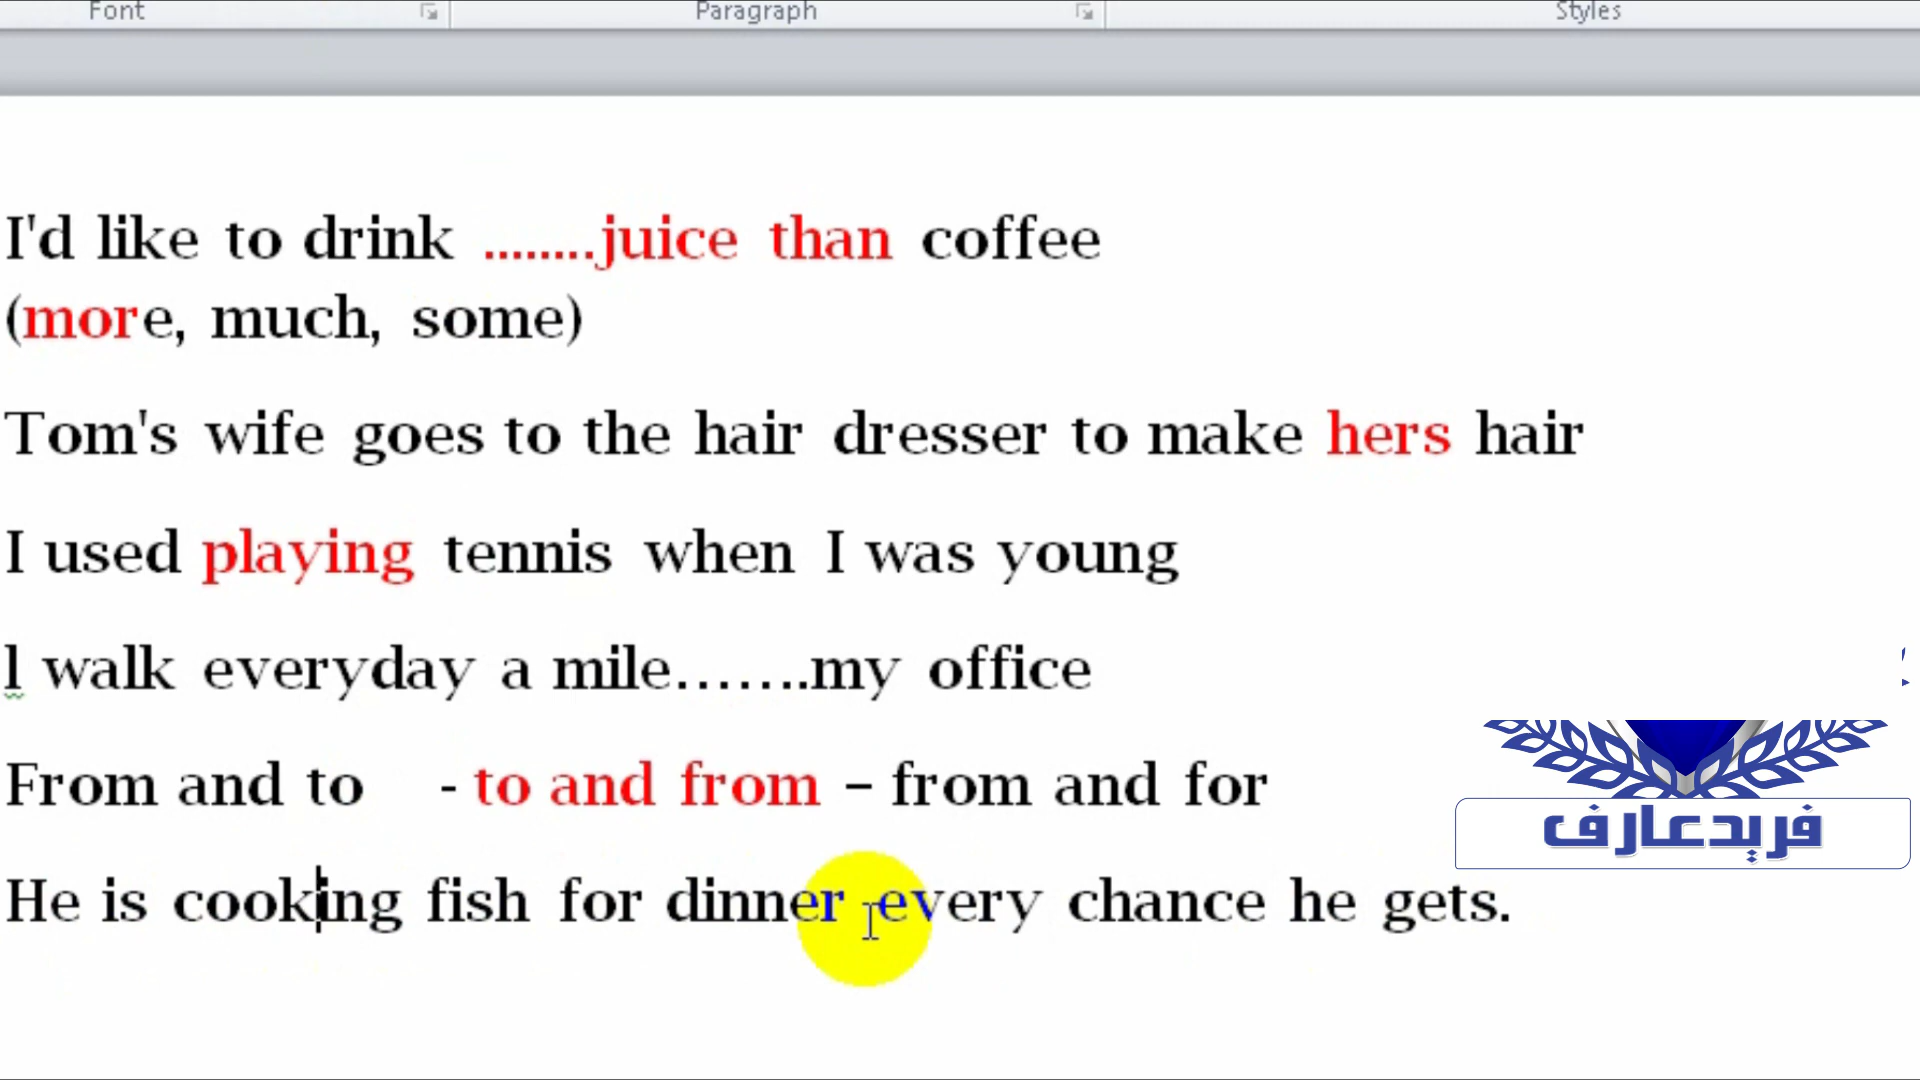 Font Paragraph Styles
I'd like to drink ........juice than coffee
(more, much, some)
Tom's wife goes to the hair dresser to make hers hair
I used playing tennis when I was young
l walk everyday a mile…….my office
From and to - to and from – from and for
فريد عارف
He is cooking fish for dinner every chance he gets.